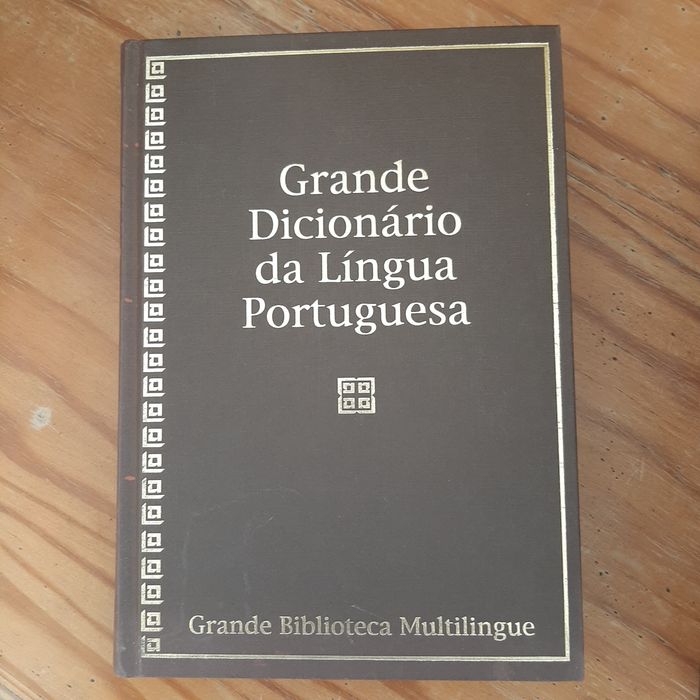 Grande
Dicionário
da Língua
Portuguesa
Grande Biblioteca Multilingue